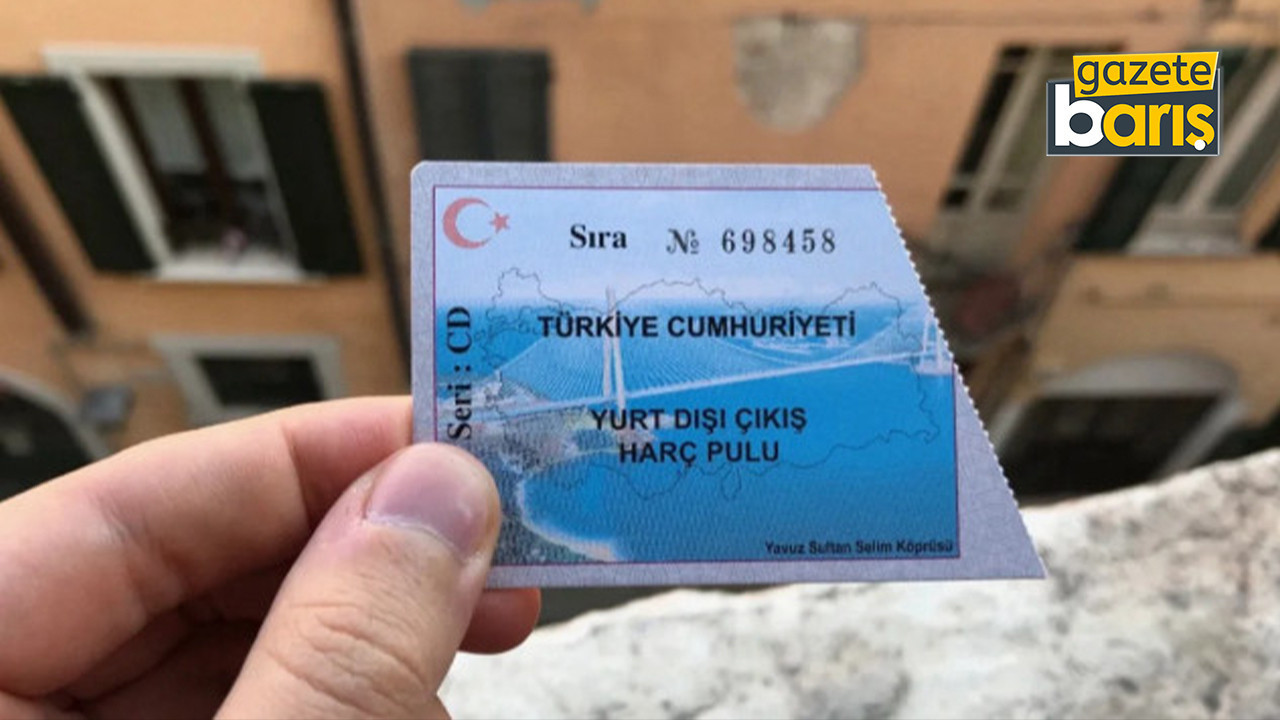 gazete
barış
Sıra № 698458
Seri : CD
TÜRKİYE CUMHURİYETİ
YURT DIŞI ÇIKIŞ
HARÇ PULU
Yavuz Sultan Selim Köprüsü